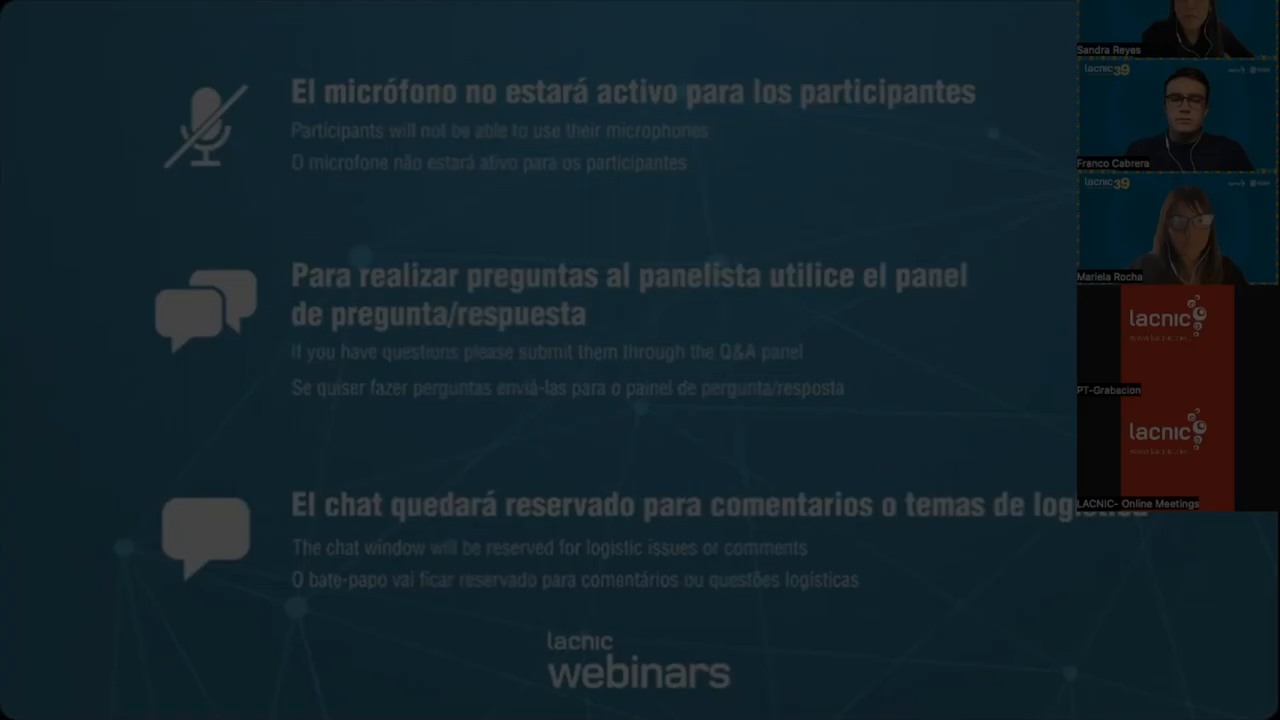 El micrófono no estará activo para los participantes
Participants will not be able to use their microphones
O microfone não estará ativo para os participantes
Para realizar preguntas al panelista utilice el panel
de pregunta/respuesta
If you have questions please submit them through the Q&A panel
Se quiser fazer perguntas enviá-las para o painel de pergunta/resposta
El chat quedará reservado para comentarios o temas de
The chat window will be reserved for logistic issues or comments
O bate-papo vai ficar reservado para comentários ou questões logísticas
lacnic
webinars
Sandra Reyes
lacnic39
Franco Cabrera
lacnic39
Mariela Rocha
lacnic
PT-Grabacion
lacnic
LACNIC- Online Meetings